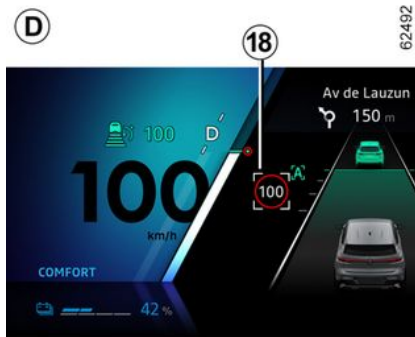 D
18
62492
Av de Lauzun
150 m
100
D
A
100
100
km/h
COMFORT
42 %